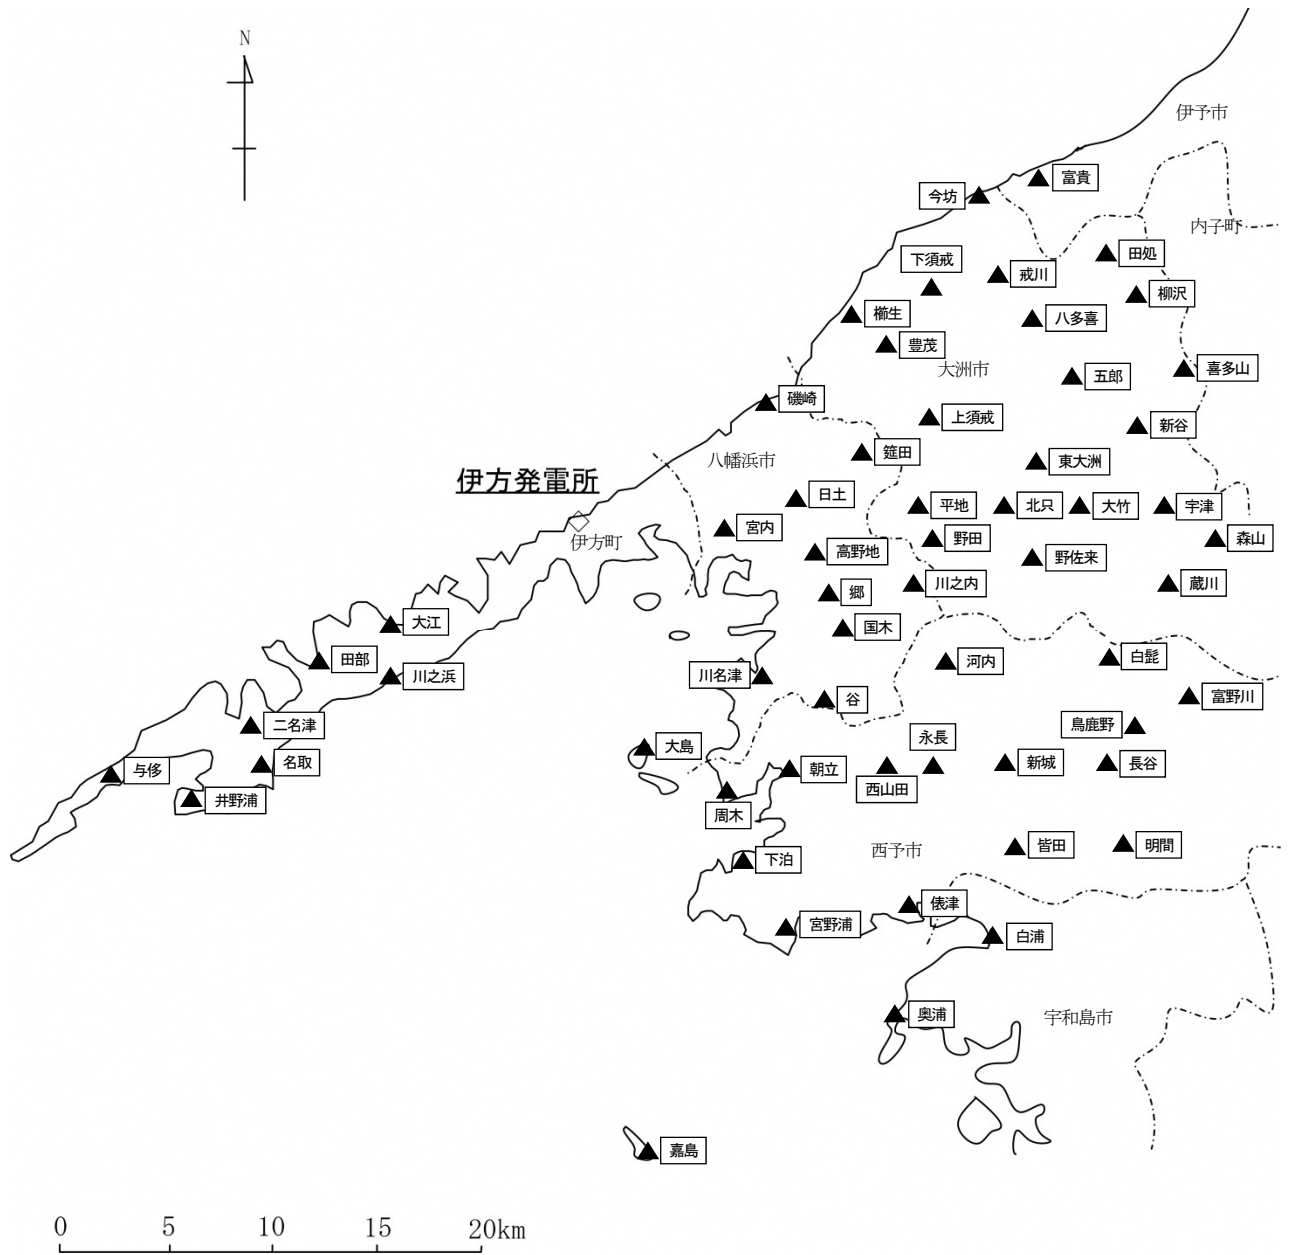 N
伊予市
富貴
今坊
内子町
下須戒
戒川
田処
柳沢
櫛生
八多喜
豊茂
大洲市
五郎
喜多山
磯崎
上須戒
新谷
八幡浜市
筵田
東大洲
伊方発電所
日土
平地
北只
大竹
宇津
宮内
伊方町
野田
森山
高野地
野佐来
川之内
蔵川
郷
大江
国木
田部
川之浜
川名津
河内
白髭
谷
富野川
二名津
鳥鹿野
大島
永長
与侈
名取
朝立
新城
長谷
西山田
井野浦
周木
皆田
明間
下泊
西予市
俵津
宮野浦
白浦
奥浦
宇和島市
嘉島
0 5 10 15 20km